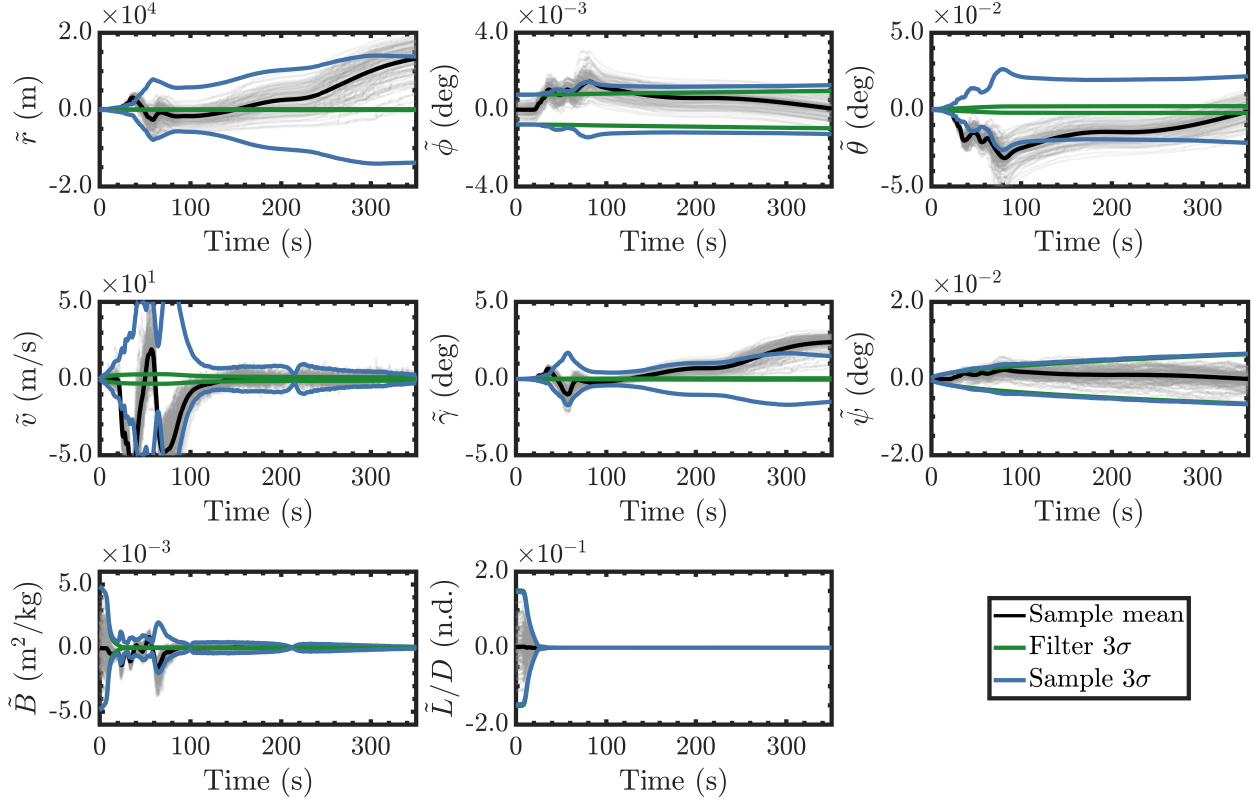 ×10⁴
2.0
0.0
-2.0
r̃ (m)
0 100 200 300
Time (s)
×10⁻³
4.0
0.0
-4.0
ϕ̃ (deg)
0 100 200 300
Time (s)
×10⁻²
5.0
0.0
-5.0
θ̃ (deg)
0 100 200 300
Time (s)
×10¹
5.0
0.0
-5.0
ṽ (m/s)
0 100 200 300
Time (s)
5.0
0.0
-5.0
γ̃ (deg)
0 100 200 300
Time (s)
×10⁻²
2.0
0.0
-2.0
ψ̃ (deg)
0 100 200 300
Time (s)
×10⁻³
5.0
0.0
-5.0
B̃ (m²/kg)
0 100 200 300
Time (s)
×10⁻¹
2.0
0.0
-2.0
L̃/D (n.d.)
0 100 200 300
Time (s)
Sample mean
Filter 3σ
Sample 3σ